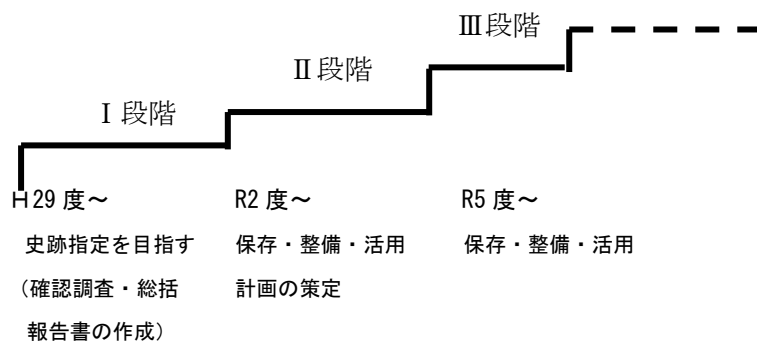 Ⅲ段階
Ⅱ段階
Ⅰ段階
H29度～ R2度～ R5度～
史跡指定を目指す 保存・整備・活用 保存・整備・活用
（確認調査・総括 計画の策定
報告書の作成）